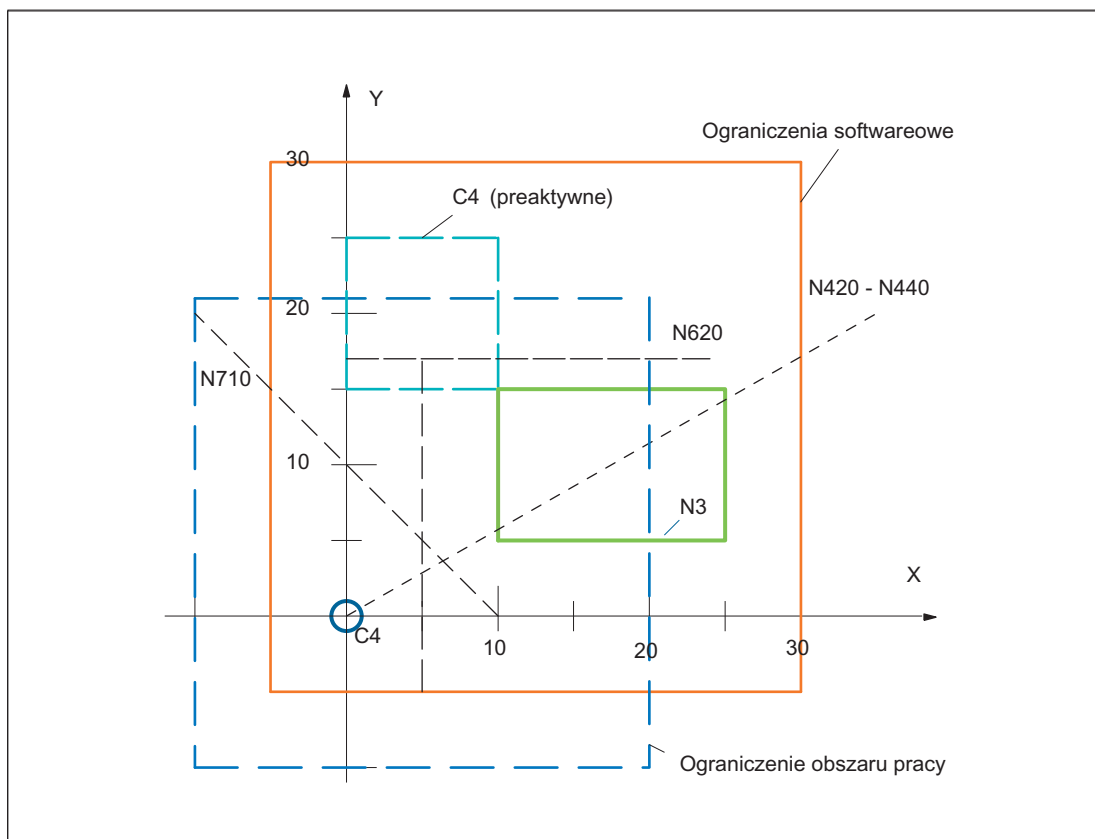 Y
Ograniczenia softwareowe
30
C4 (preaktywne)
N420 - N440
20
N620
N710
10
N3
X
C4
10
20
30
Ograniczenie obszaru pracy